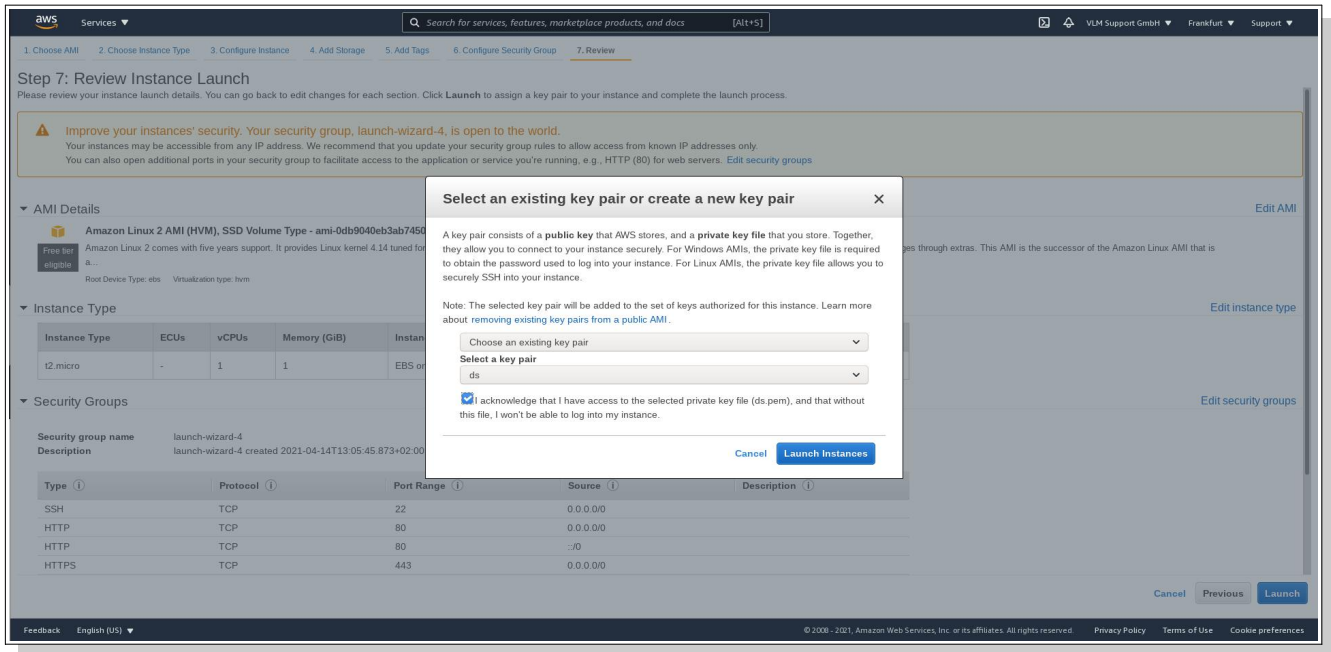 aws Services Search for services, features, marketplace products, and docs [Alt+S] VLM Support GmbH Frankfurt Support
1. Choose AMI 2. Choose Instance Type 3. Configure Instance 4. Add Storage 5. Add Tags 6. Configure Security Group 7. Review
Step 7: Review Instance Launch
Please review your instance launch details. You can go back to edit changes for each section. Click Launch to assign a key pair to your instance and complete the launch process.
Improve your instances' security. Your security group, launch-wizard-4, is open to the world.
Your instances may be accessible from any IP address. We recommend that you update your security group rules to allow access from known IP addresses only.
You can also open additional ports in your security group to facilitate access to the application or service you're running, e.g., HTTP (80) for web servers. Edit security groups
AMI Details Edit AMI
Amazon Linux 2 AMI (HVM), SSD Volume Type - ami-0db9040eb3ab7450
Free tier eligible
Amazon Linux 2 comes with five years support. It provides Linux kernel 4.14 tuned for
ges through extras. This AMI is the successor of the Amazon Linux AMI that is
a...
Root Device Type: ebs Virtualization type: hvm
Instance Type Edit instance type
Instance Type ECUs vCPUs Memory (GiB) Instan
t2.micro - 1 1 EBS on
Security Groups Edit security groups
Security group name launch-wizard-4
Description launch-wizard-4 created 2021-04-14T13:05:45.873+02:00
Type Protocol Port Range Source Description
SSH TCP 22 0.0.0.0/0
HTTP TCP 80 0.0.0.0/0
HTTP TCP 80 ::/0
HTTPS TCP 443 0.0.0.0/0
Select an existing key pair or create a new key pair
A key pair consists of a public key that AWS stores, and a private key file that you store. Together,
they allow you to connect to your instance securely. For Windows AMIs, the private key file is required
to obtain the password used to log into your instance. For Linux AMIs, the private key file allows you to
securely SSH into your instance.
Note: The selected key pair will be added to the set of keys authorized for this instance. Learn more
about removing existing key pairs from a public AMI.
Choose an existing key pair
Select a key pair
ds
I acknowledge that I have access to the selected private key file (ds.pem), and that without
this file, I won't be able to log into my instance.
Cancel Launch Instances
Cancel Previous Launch
Feedback English (US) © 2008 - 2021, Amazon Web Services, Inc. or its affiliates. All rights reserved. Privacy Policy Terms of Use Cookie preferences